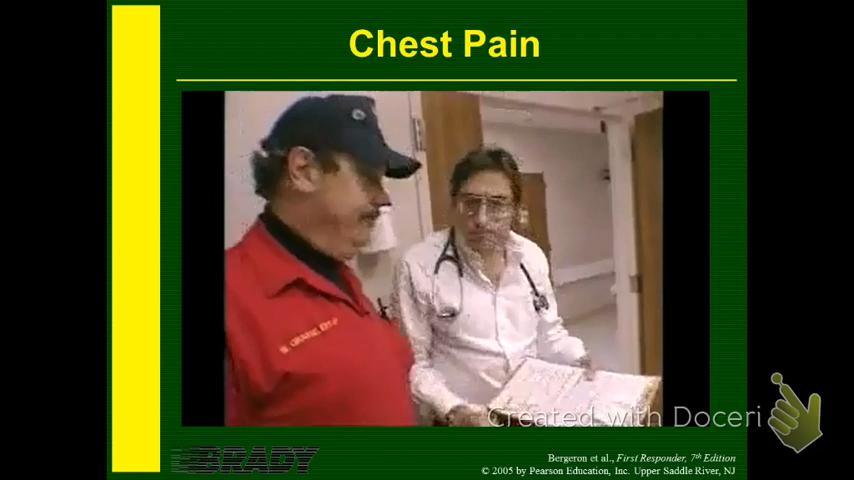 Chest Pain
Created with Doceri
BRADY
Bergeron et al., First Responder, 7th Edition
© 2005 by Pearson Education, Inc. Upper Saddle River, NJ